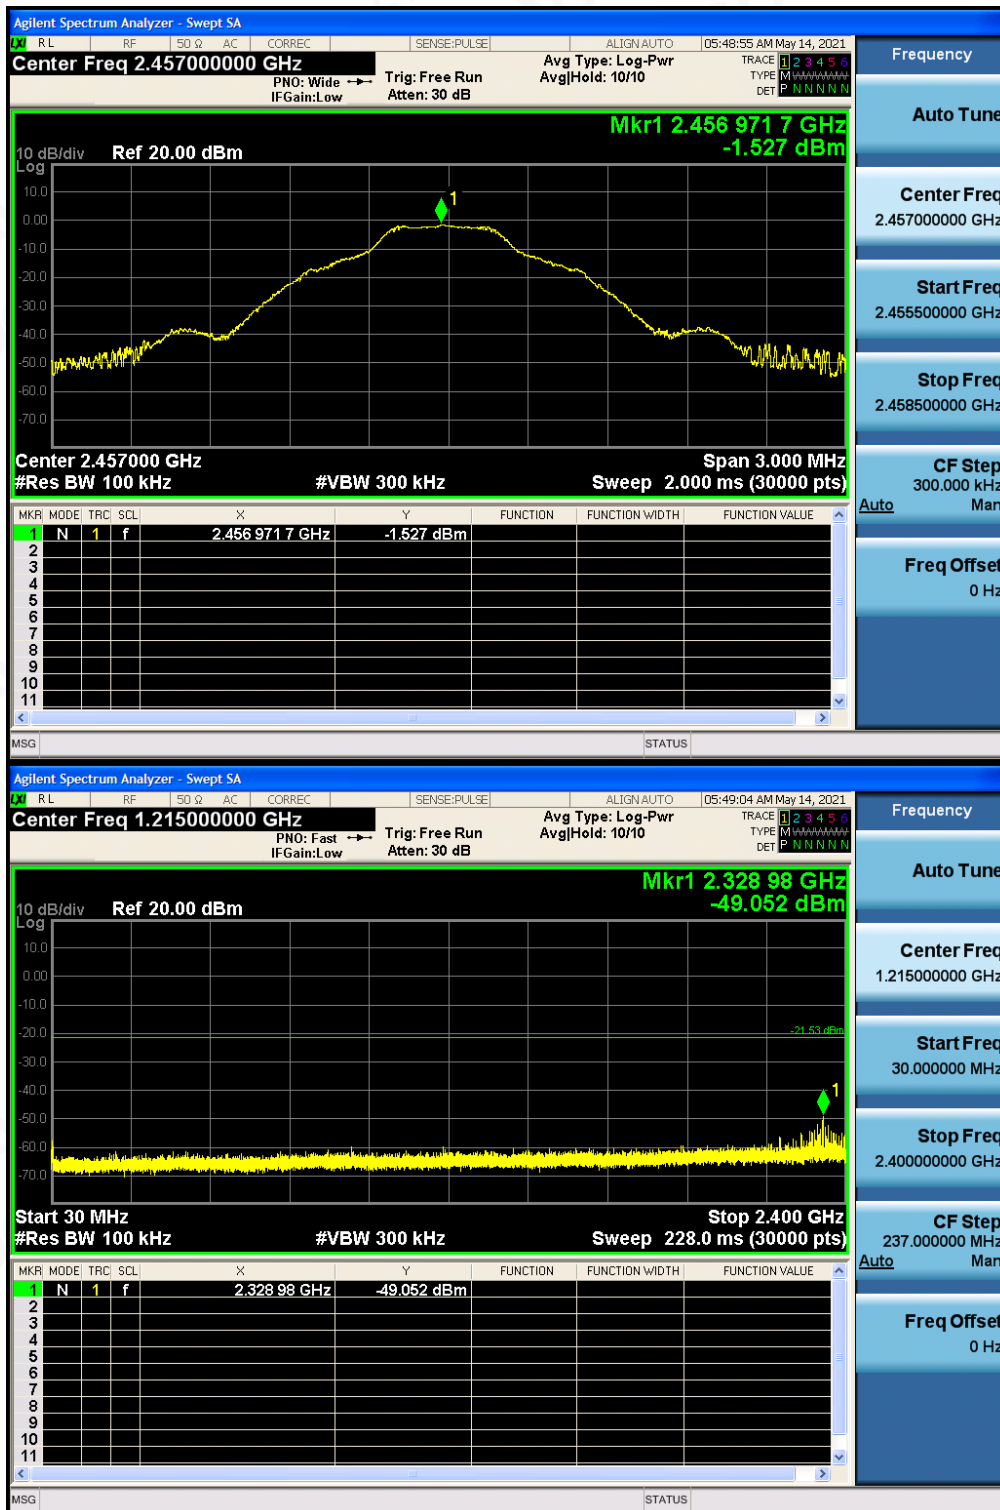 Agilent Spectrum Analyzer - Swept SA
LXI RL RF 50 Ω AC CORREC SENSE:PULSE ALIGN AUTO 05:48:55 AM May 14, 2021
Center Freq 2.457000000 GHz
PNO: Wide
IFGain:Low
Trig: Free Run
Atten: 30 dB
Avg Type: Log-Pwr
Avg|Hold: 10/10
TRACE 1 2 3 4 5 6
TYPE M
DET P N N N N N
Mkr1 2.456 971 7 GHz
-1.527 dBm
10 dB/div Ref 20.00 dBm
Log
10.0
0.00
-10.0
-20.0
-30.0
-40.0
-50.0
-60.0
-70.0
1
Center 2.457000 GHz Span 3.000 MHz
#Res BW 100 kHz #VBW 300 kHz Sweep 2.000 ms (30000 pts)
MKR MODE TRC SCL X Y FUNCTION FUNCTION WIDTH FUNCTION VALUE
1 N 1 f 2.456 971 7 GHz -1.527 dBm
2
3
4
5
6
7
8
9
10
11
MSG STATUS
Frequency
Auto Tune
Center Freq
2.457000000 GHz
Start Freq
2.455500000 GHz
Stop Freq
2.458500000 GHz
CF Step
300.000 kHz
Auto Man
Freq Offset
0 Hz
Agilent Spectrum Analyzer - Swept SA
LXI RL RF 50 Ω AC CORREC SENSE:PULSE ALIGN AUTO 05:49:04 AM May 14, 2021
Center Freq 1.215000000 GHz
PNO: Fast
IFGain:Low
Trig: Free Run
Atten: 30 dB
Avg Type: Log-Pwr
Avg|Hold: 10/10
TRACE 1 2 3 4 5 6
TYPE M
DET P N N N N N
Mkr1 2.328 98 GHz
-49.052 dBm
10 dB/div Ref 20.00 dBm
Log
10.0
0.00
-10.0
-20.0
-30.0
-40.0
-50.0
-60.0
-70.0
-21.53 dBm
1
Start 30 MHz Stop 2.400 GHz
#Res BW 100 kHz #VBW 300 kHz Sweep 228.0 ms (30000 pts)
MKR MODE TRC SCL X Y FUNCTION FUNCTION WIDTH FUNCTION VALUE
1 N 1 f 2.328 98 GHz -49.052 dBm
2
3
4
5
6
7
8
9
10
11
MSG STATUS
Frequency
Auto Tune
Center Freq
1.215000000 GHz
Start Freq
30.000000 MHz
Stop Freq
2.400000000 GHz
CF Step
237.000000 MHz
Auto Man
Freq Offset
0 Hz